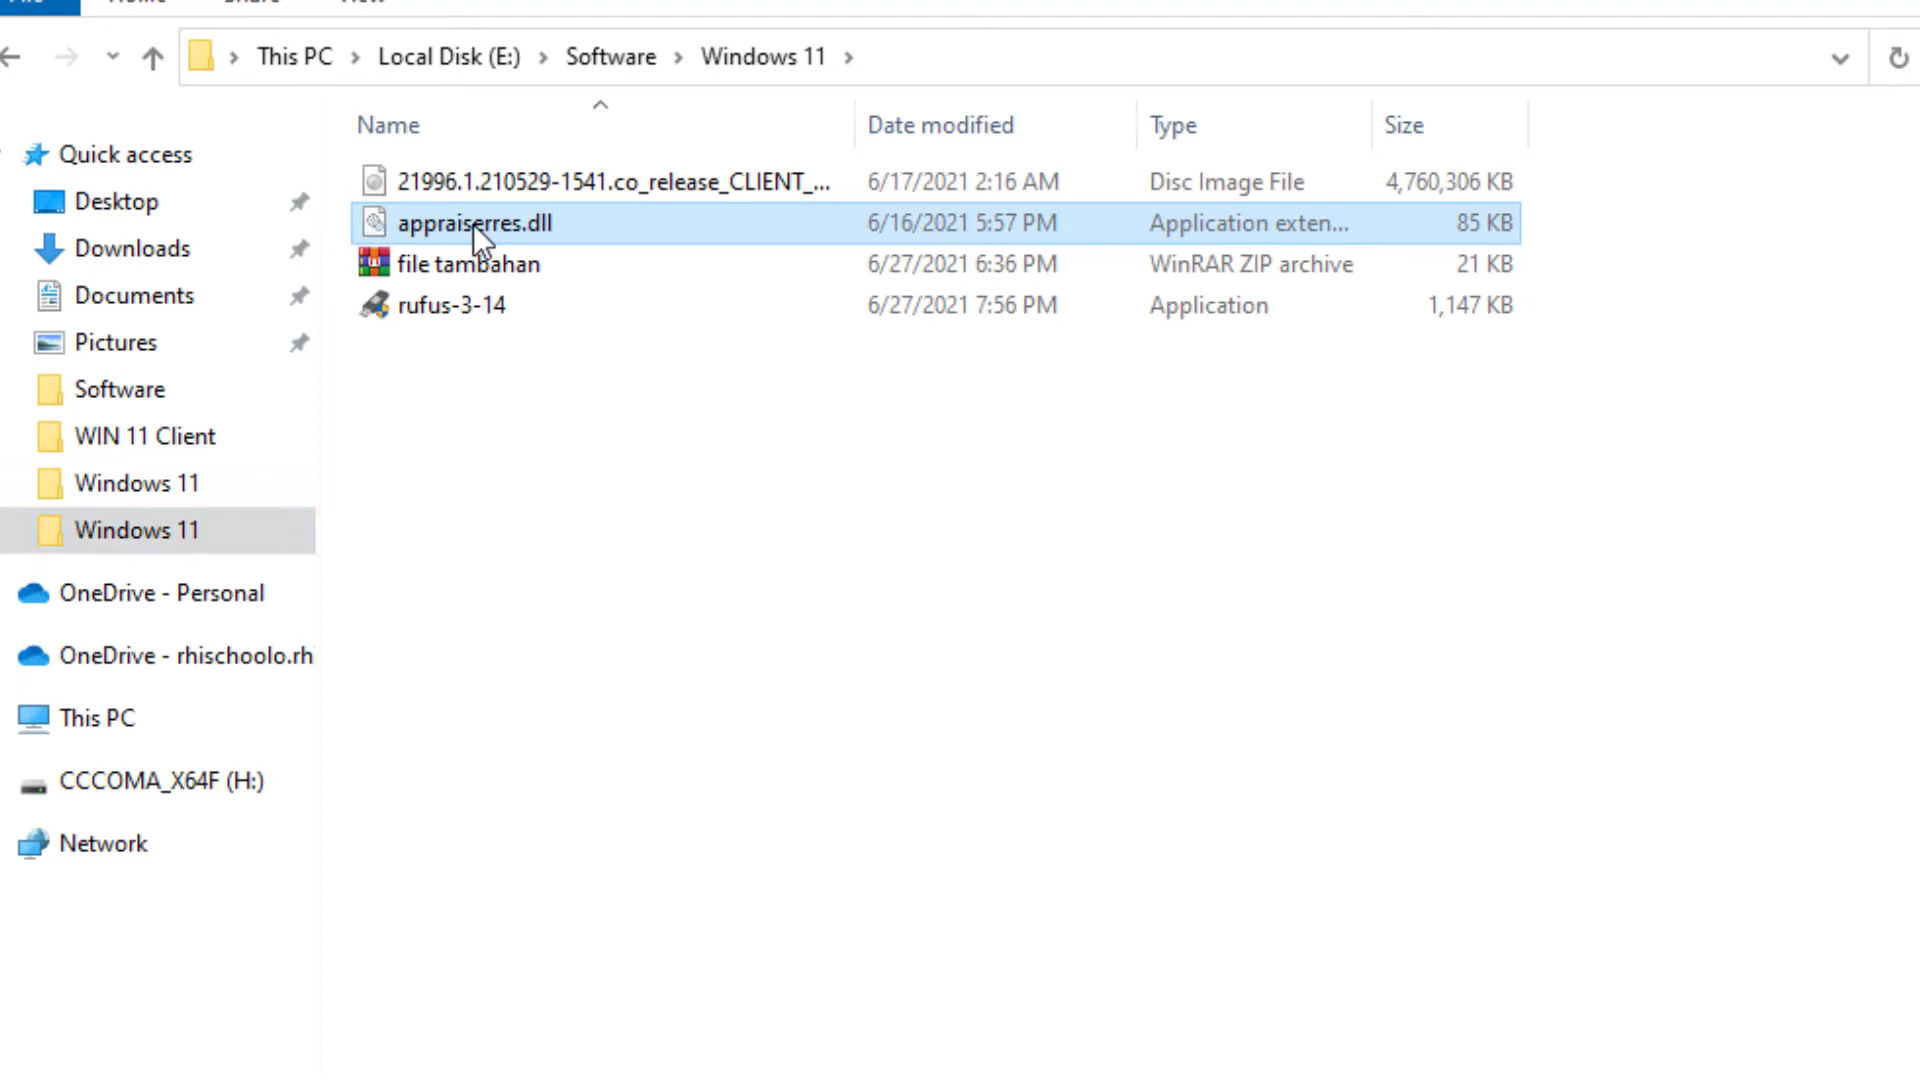 File Home Share View
This PC Local Disk (E:) Software Windows 11
Name Date modified Type Size
21996.1.210529-1541.co_release_CLIENT_... 6/17/2021 2:16 AM Disc Image File 4,760,306 KB
appraiserres.dll 6/16/2021 5:57 PM Application exten... 85 KB
file tambahan 6/27/2021 6:36 PM WinRAR ZIP archive 21 KB
rufus-3-14 6/27/2021 7:56 PM Application 1,147 KB
Quick access
Desktop
Downloads
Documents
Pictures
Software
WIN 11 Client
Windows 11
Windows 11
OneDrive - Personal
OneDrive - rhischoolo.rh
This PC
CCCOMA_X64F (H:)
Network